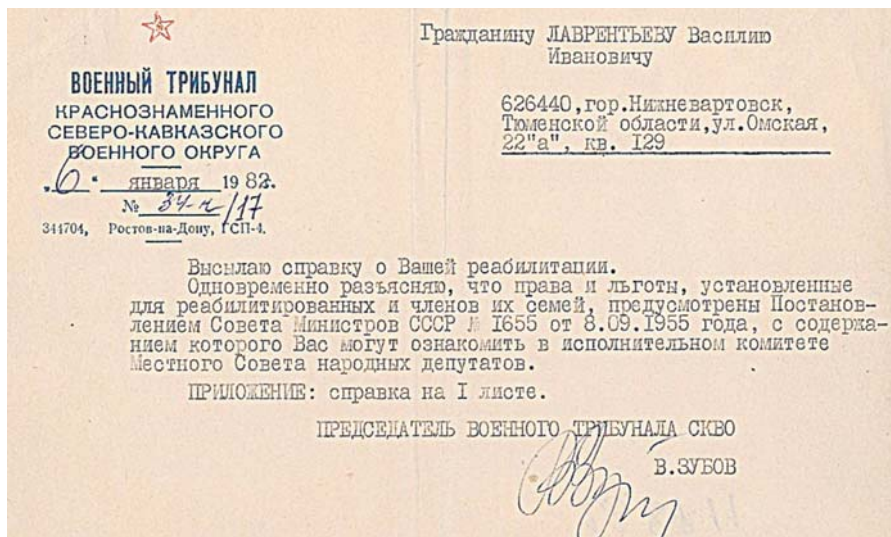 ВОЕННЫЙ ТРИБУНАЛ
КРАСНОЗНАМЕННОГО
СЕВЕРО-КАВКАЗСКОГО
ВОЕННОГО ОКРУГА
„6" января 1982.
№ 34-н/17
344704, Ростов-на-Дону, ГСП-4.
Гражданину ЛАВРЕНТЬЕВУ Василию
Ивановичу
626440,гор.Нижневартовск,
Тюменской области,ул.Омская,
22"а", кв. I29
Высылаю справку о Вашей реабилитации.
Одновременно разъясняю, что права и льготы, установленные
для реабилитированных и членов их семей, предусмотрены Постанов-
лением Совета Министров СССР № I655 от 8.09.I955 года, с содержа-
нием которого Вас могут ознакомить в исполнительном комитете
Местного Совета народных депутатов.
ПРИЛОЖЕНИЕ: справка на I листе.
ПРЕДСЕДАТЕЛЬ ВОЕННОГО ТРИБУНАЛА СКВО
В.ЗУБОВ